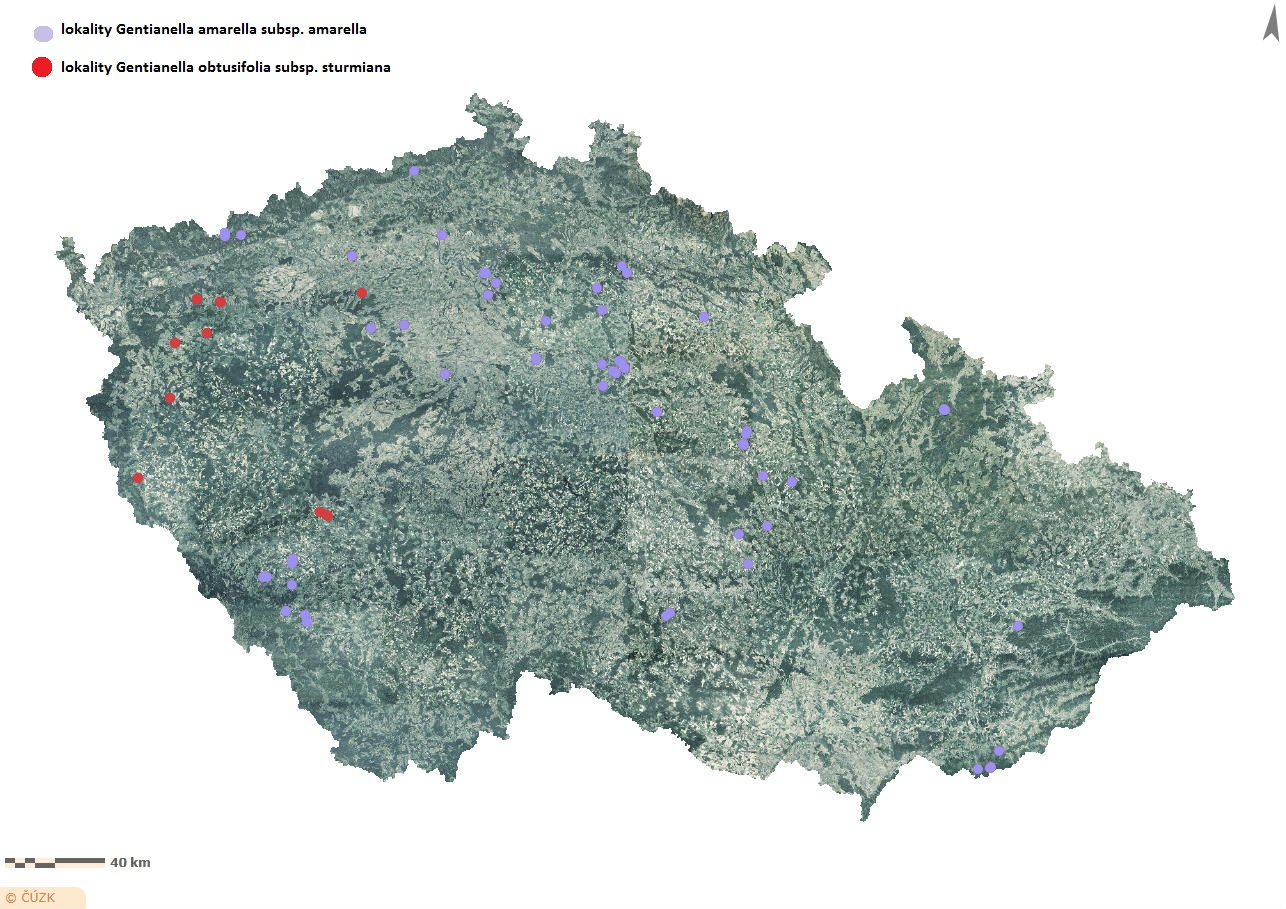 lokality Gentianella amarella subsp. amarella
lokality Gentianella obtusifolia subsp. sturmiana
40 km
© ČÚZK